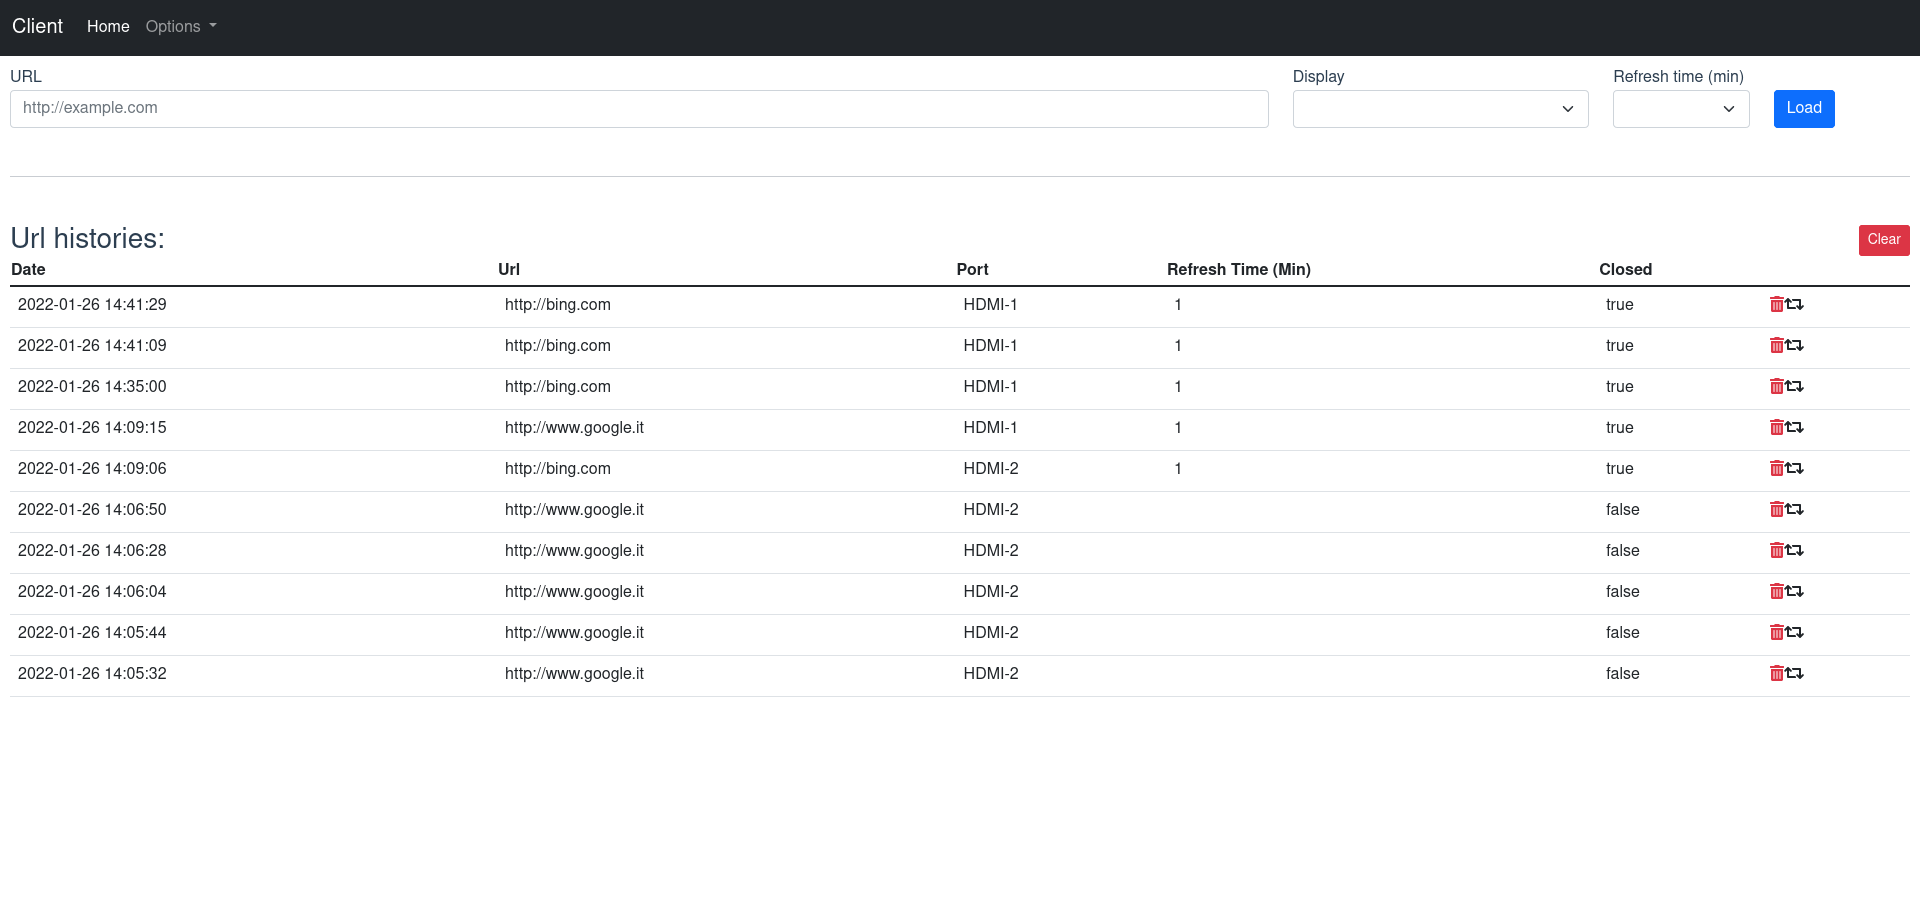 Client Home Options
URL Display Refresh time (min)
http://example.com Load
Url histories: Clear
Date Url Port Refresh Time (Min) Closed
2022-01-26 14:41:29 http://bing.com HDMI-1 1 true
2022-01-26 14:41:09 http://bing.com HDMI-1 1 true
2022-01-26 14:35:00 http://bing.com HDMI-1 1 true
2022-01-26 14:09:15 http://www.google.it HDMI-1 1 true
2022-01-26 14:09:06 http://bing.com HDMI-2 1 true
2022-01-26 14:06:50 http://www.google.it HDMI-2 false
2022-01-26 14:06:28 http://www.google.it HDMI-2 false
2022-01-26 14:06:04 http://www.google.it HDMI-2 false
2022-01-26 14:05:44 http://www.google.it HDMI-2 false
2022-01-26 14:05:32 http://www.google.it HDMI-2 false